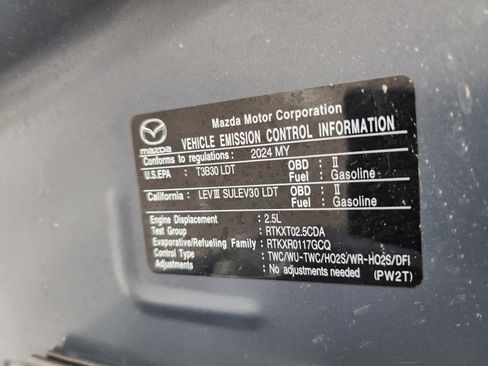 Mazda Motor Corporation
mazda VEHICLE EMISSION CONTROL INFORMATION
Conforms to regulations : 2024 MY
U.S.EPA : T3B30 LDT OBD : II
Fuel : Gasoline
California : LEVIII SULEV30 LDT OBD : II
Fuel : Gasoline
Engine Displacement : 2.5L
Test Group : RTKXT02.5CDA
Evaporative/Refueling Family : RTKXR0117GCQ
Control Type : TWC/WU-TWC/HO2S/WR-HO2S/DFI
Adjustments : No adjustments needed (PW2T)